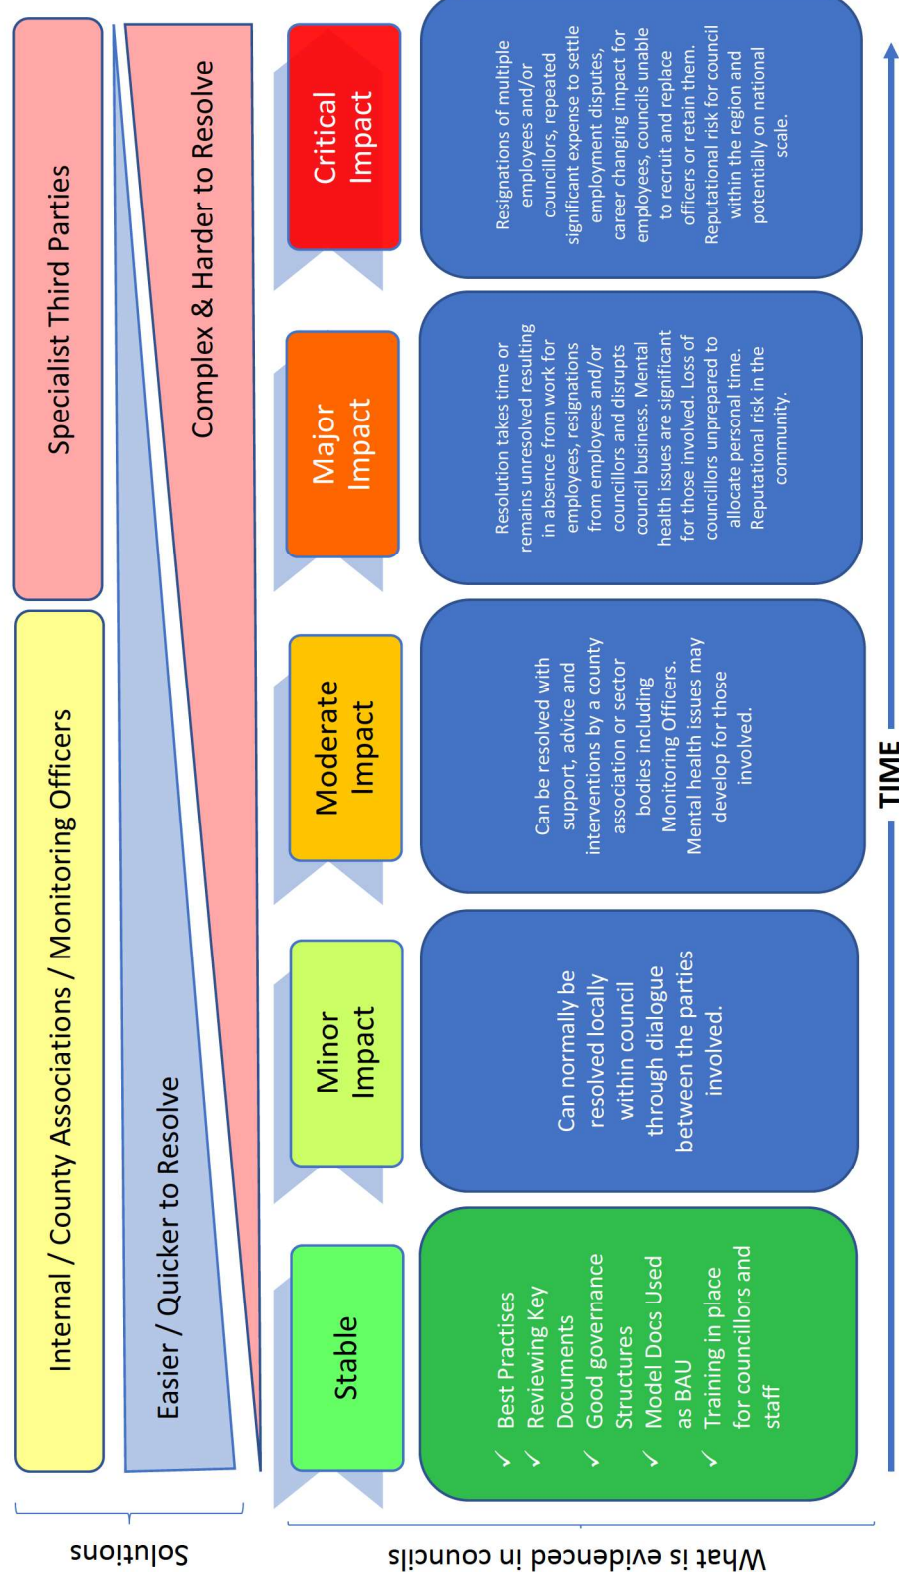 Solutions
Internal / County Associations / Monitoring Officers
Specialist Third Parties
Easier / Quicker to Resolve
Complex & Harder to Resolve
What is evidenced in councils
Stable
Minor
Impact
Moderate
Impact
Major
Impact
Critical
Impact
✓ Best Practises
✓ Reviewing Key
Documents
✓ Good governance
Structures
✓ Model Docs Used
as BAU
✓ Training in place
for councillors and
staff
Can normally be
resolved locally
within council
through dialogue
between the parties
involved.
Can be resolved with
support, advice and
interventions by a county
association or sector
bodies including
Monitoring Officers.
Mental health issues may
develop for those
involved.
Resolution takes time or
remains unresolved resulting
in absence from work for
employees, resignations
from employees and/or
councillors and disrupts
council business. Mental
health issues are significant
for those involved. Loss of
councillors unprepared to
allocate personal time.
Reputational risk in the
community.
Resignations of multiple
employees and/or
councillors, repeated
significant expense to settle
employment disputes,
career changing impact for
employees, councils unable
to recruit and replace
officers or retain them.
Reputational risk for council
within the region and
potentially on national
scale.
TIME